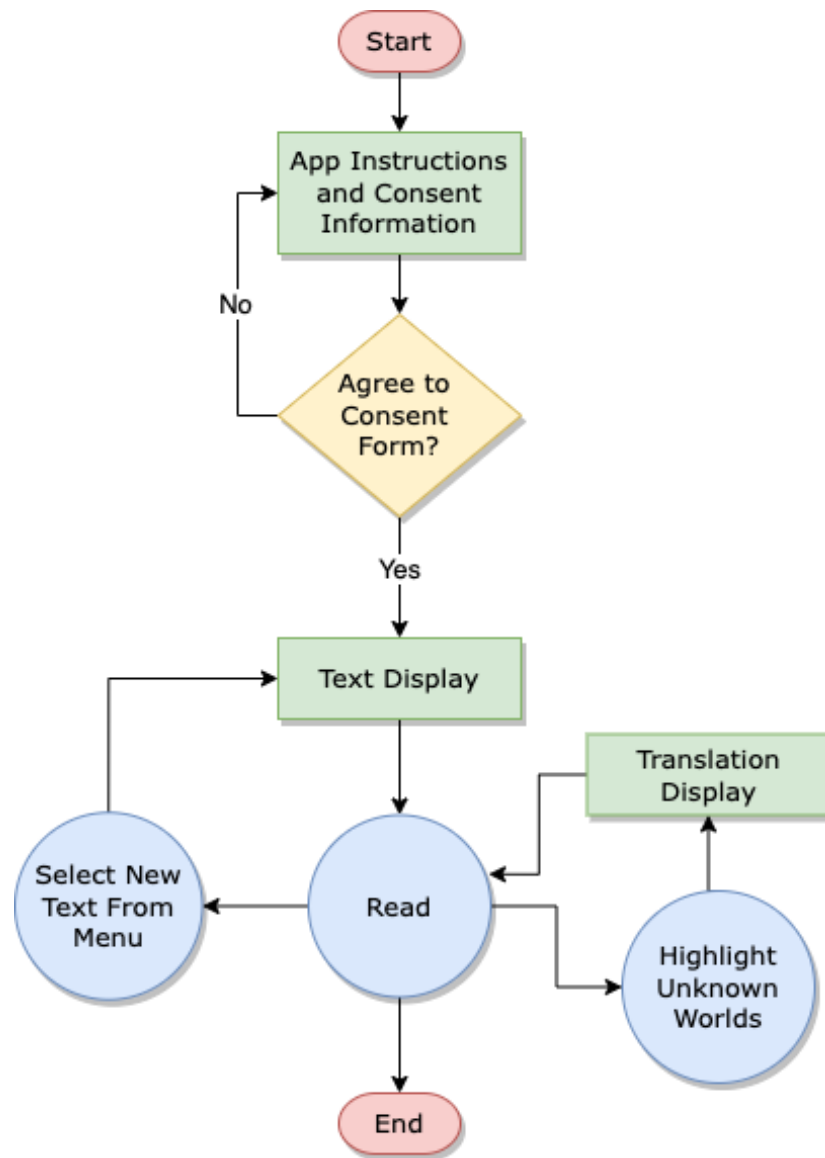 Start
App Instructions
and Consent
Information
No
Agree to
Consent
Form?
Yes
Text Display
Translation
Display
Select New
Text From
Menu
Read
Highlight
Unknown
Worlds
End